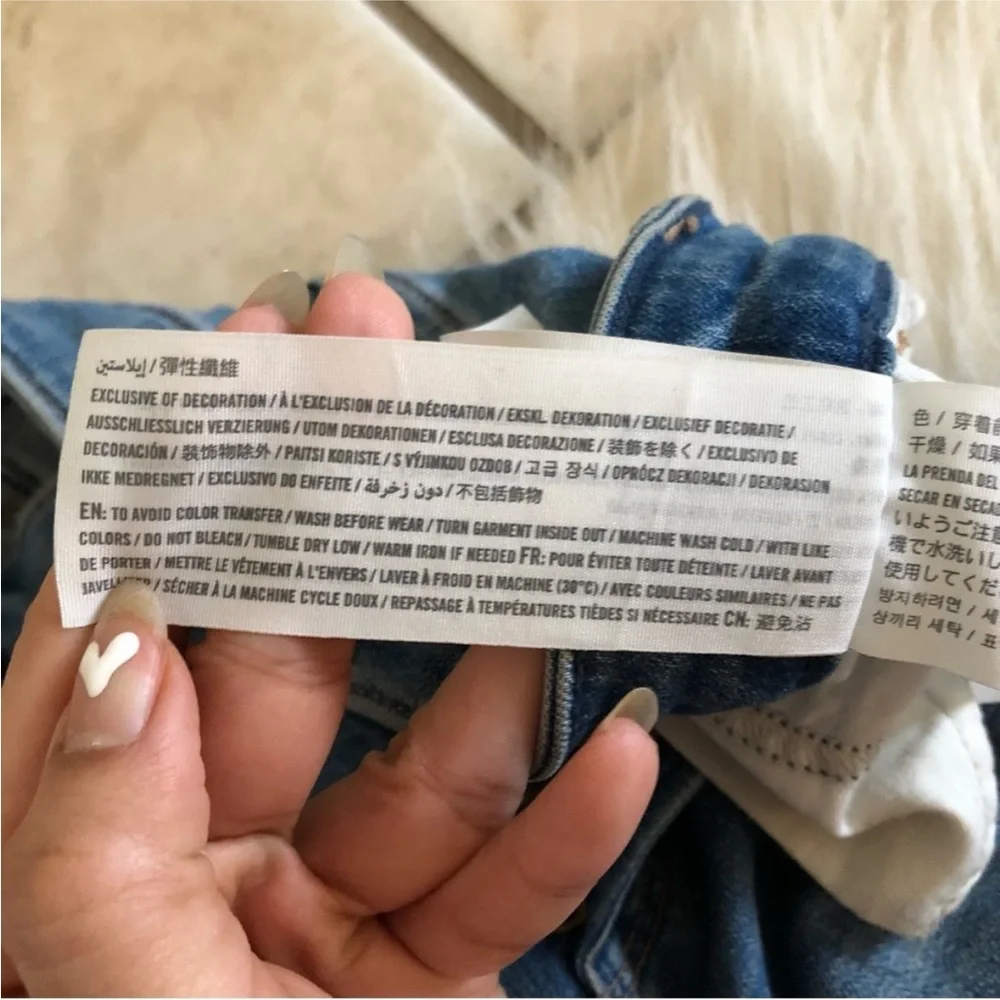 إيلاستين / 彈性纖維
EXCLUSIVE OF DECORATION / À L'EXCLUSION DE LA DÉCORATION / EKSKL. DEKORATION / EXCLUSIEF DECORATIE /
AUSSCHLIESSLICH VERZIERUNG / UTOM DEKORATIONEN / ESCLUSA DECORAZIONE / 装飾を除く / EXCLUSIVO DE
DECORACIÓN / 装饰物除外 / PAITSI KORISTE / S VÝJIMKOU OZDOB / 고급 장식 / OPRÓCZ DEKORACJI / DEKORASJON
IKKE MEDREGNET / EXCLUSIVO DO ENFEITE / دون زخرفة / 不包括飾物
EN: TO AVOID COLOR TRANSFER / WASH BEFORE WEAR / TURN GARMENT INSIDE OUT / MACHINE WASH COLD / WITH LIKE
COLORS / DO NOT BLEACH / TUMBLE DRY LOW / WARM IRON IF NEEDED FR: POUR ÉVITER TOUTE DÉTEINTE / LAVER AVANT
DE PORTER / METTRE LE VÊTEMENT À L'ENVERS / LAVER À FROID EN MACHINE (30°C) / AVEC COULEURS SIMILAIRES / NE PAS
/ SÉCHER À LA MACHINE CYCLE DOUX / REPASSAGE À TEMPÉRATURES TIÈDES SI NÉCESSAIRE CN: 避免沾
色 / 穿着
干燥 / 如果
LA PRENDA DEL
SECAR EN
いようご注意
機で水洗いし
使用してくだ
방지하려면 / 세
상끼리 세탁 / 표